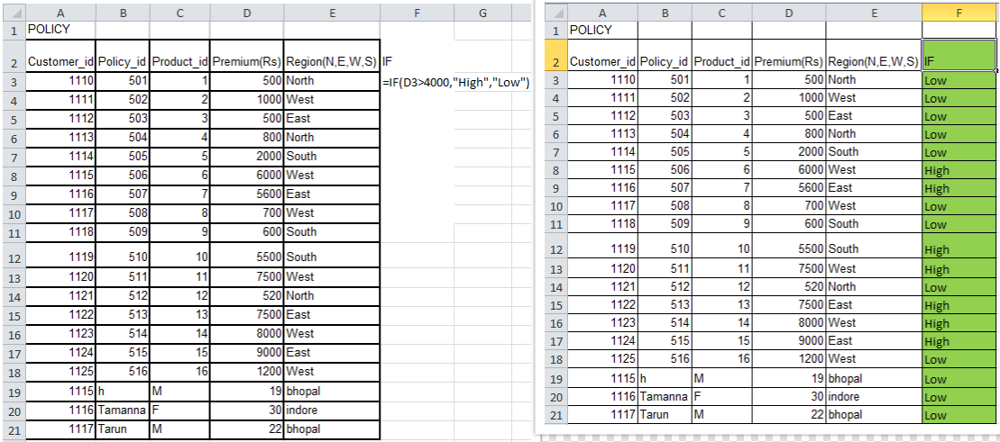 A B C D E F G
1 POLICY
2 Customer_id Policy_id Product_id Premium(Rs) Region(N,E,W,S) IF
3 1110 501 1 500 North =IF(D3>4000,"High","Low")
4 1111 502 2 1000 West
5 1112 503 3 500 East
6 1113 504 4 800 North
7 1114 505 5 2000 South
8 1115 506 6 6000 West
9 1116 507 7 5600 East
10 1117 508 8 700 West
11 1118 509 9 600 South
12 1119 510 10 5500 South
13 1120 511 11 7500 West
14 1121 512 12 520 North
15 1122 513 13 7500 East
16 1123 514 14 8000 West
17 1124 515 15 9000 East
18 1125 516 16 1200 West
19 1115 h M 19 bhopal
20 1116 Tamanna F 30 indore
21 1117 Tarun M 22 bhopal
A B C D E F
1 POLICY
2 Customer_id Policy_id Product_id Premium(Rs) Region(N,E,W,S) IF
3 1110 501 1 500 North Low
4 1111 502 2 1000 West Low
5 1112 503 3 500 East Low
6 1113 504 4 800 North Low
7 1114 505 5 2000 South Low
8 1115 506 6 6000 West High
9 1116 507 7 5600 East High
10 1117 508 8 700 West Low
11 1118 509 9 600 South Low
12 1119 510 10 5500 South High
13 1120 511 11 7500 West High
14 1121 512 12 520 North Low
15 1122 513 13 7500 East High
16 1123 514 14 8000 West High
17 1124 515 15 9000 East High
18 1125 516 16 1200 West Low
19 1115 h M 19 bhopal Low
20 1116 Tamanna F 30 indore Low
21 1117 Tarun M 22 bhopal Low